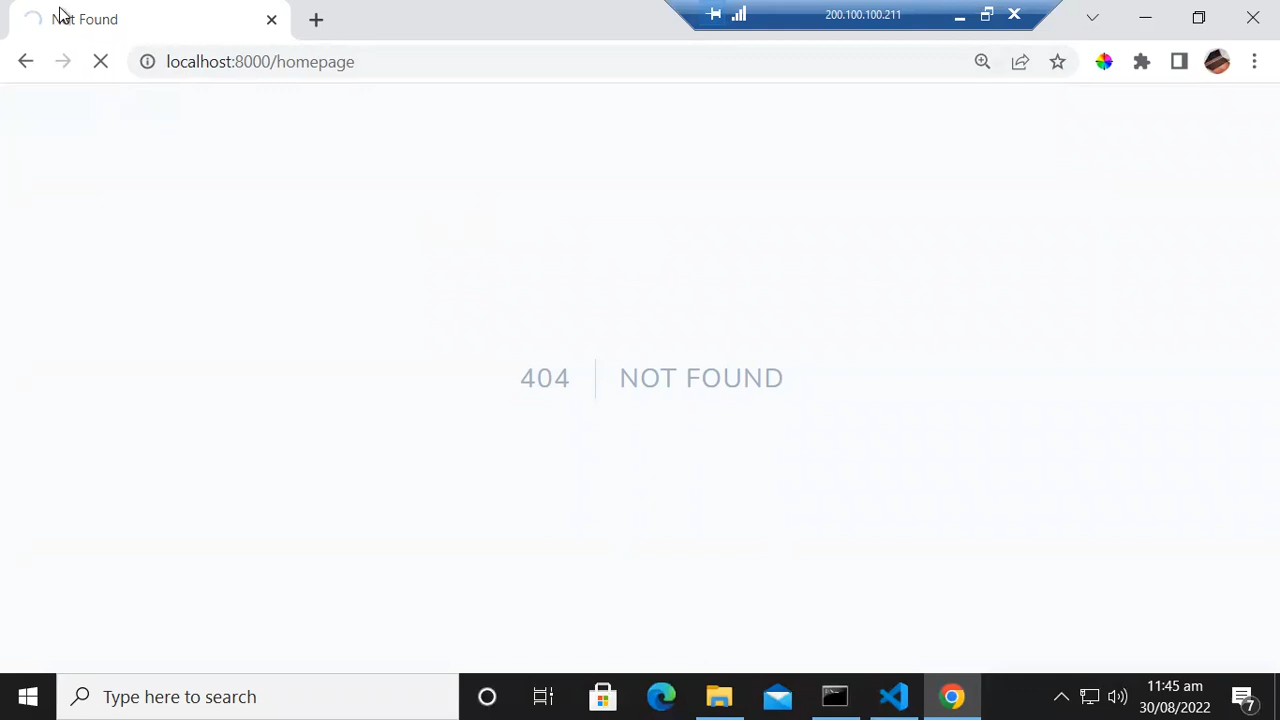 Not Found
200.100.100.211
localhost:8000/homepage
404
NOT FOUND
Type here to search
11:45 am
30/08/2022
7